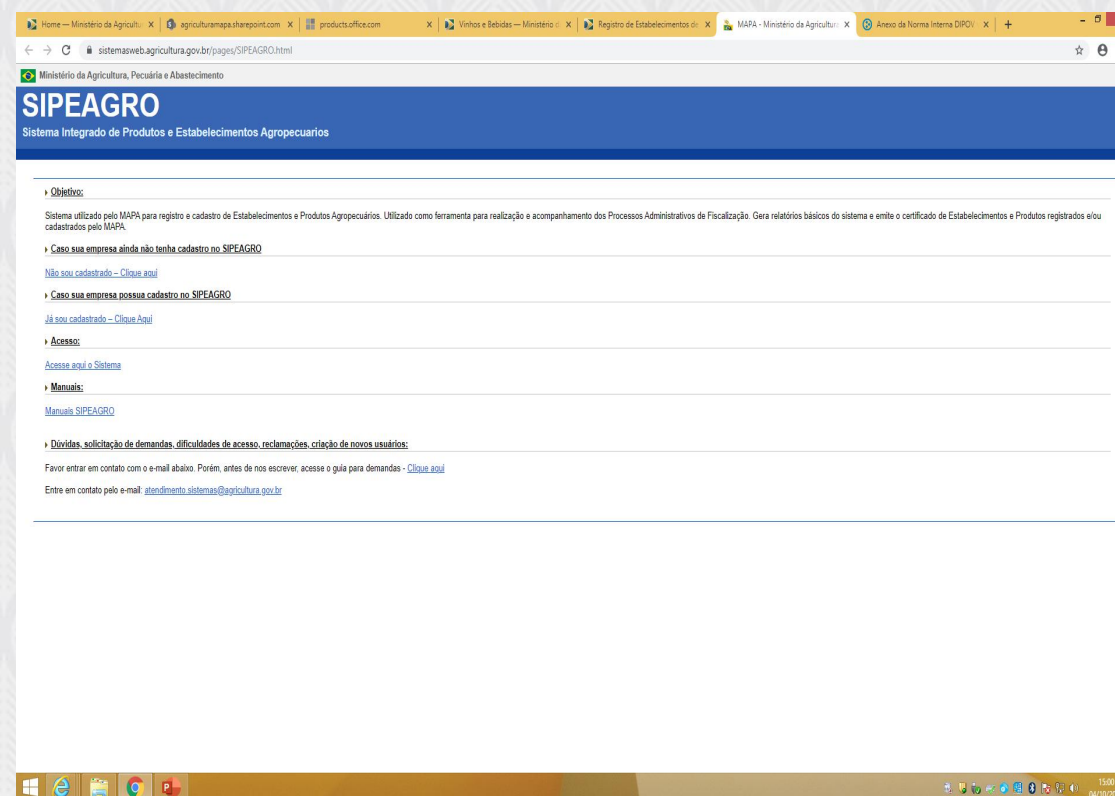 Home — Ministério da Agricultu
agriculturamapa.sharepoint.com
products.office.com
Vinhos e Bebidas — Ministério d
Registro de Estabelecimentos de
MAPA - Ministério da Agricultura
Anexo da Norma Interna DIPOV
sistemasweb.agricultura.gov.br/pages/SIPEAGRO.html
Ministério da Agricultura, Pecuária e Abastecimento
SIPEAGRO
Sistema Integrado de Produtos e Estabelecimentos Agropecuarios
Objetivo:
Sistema utilizado pelo MAPA para registro e cadastro de Estabelecimentos e Produtos Agropecuários. Utilizado como ferramenta para realização e acompanhamento dos Processos Administrativos de Fiscalização. Gera relatórios básicos do sistema e emite o certificado de Estabelecimentos e Produtos registrados e/ou
cadastrados pelo MAPA.
Caso sua empresa ainda não tenha cadastro no SIPEAGRO
Não sou cadastrado – Clique aqui
Caso sua empresa possua cadastro no SIPEAGRO
Já sou cadastrado – Clique Aqui
Acesso:
Acesse aqui o Sistema
Manuais:
Manuais SIPEAGRO
Dúvidas, solicitação de demandas, dificuldades de acesso, reclamações, criação de novos usuários:
Favor entrar em contato com o e-mail abaixo. Porém, antes de nos escrever, acesse o guia para demandas - Clique aqui
Entre em contato pelo e-mail: atendimento.sistemas@agricultura.gov.br
15:00
04/10/20